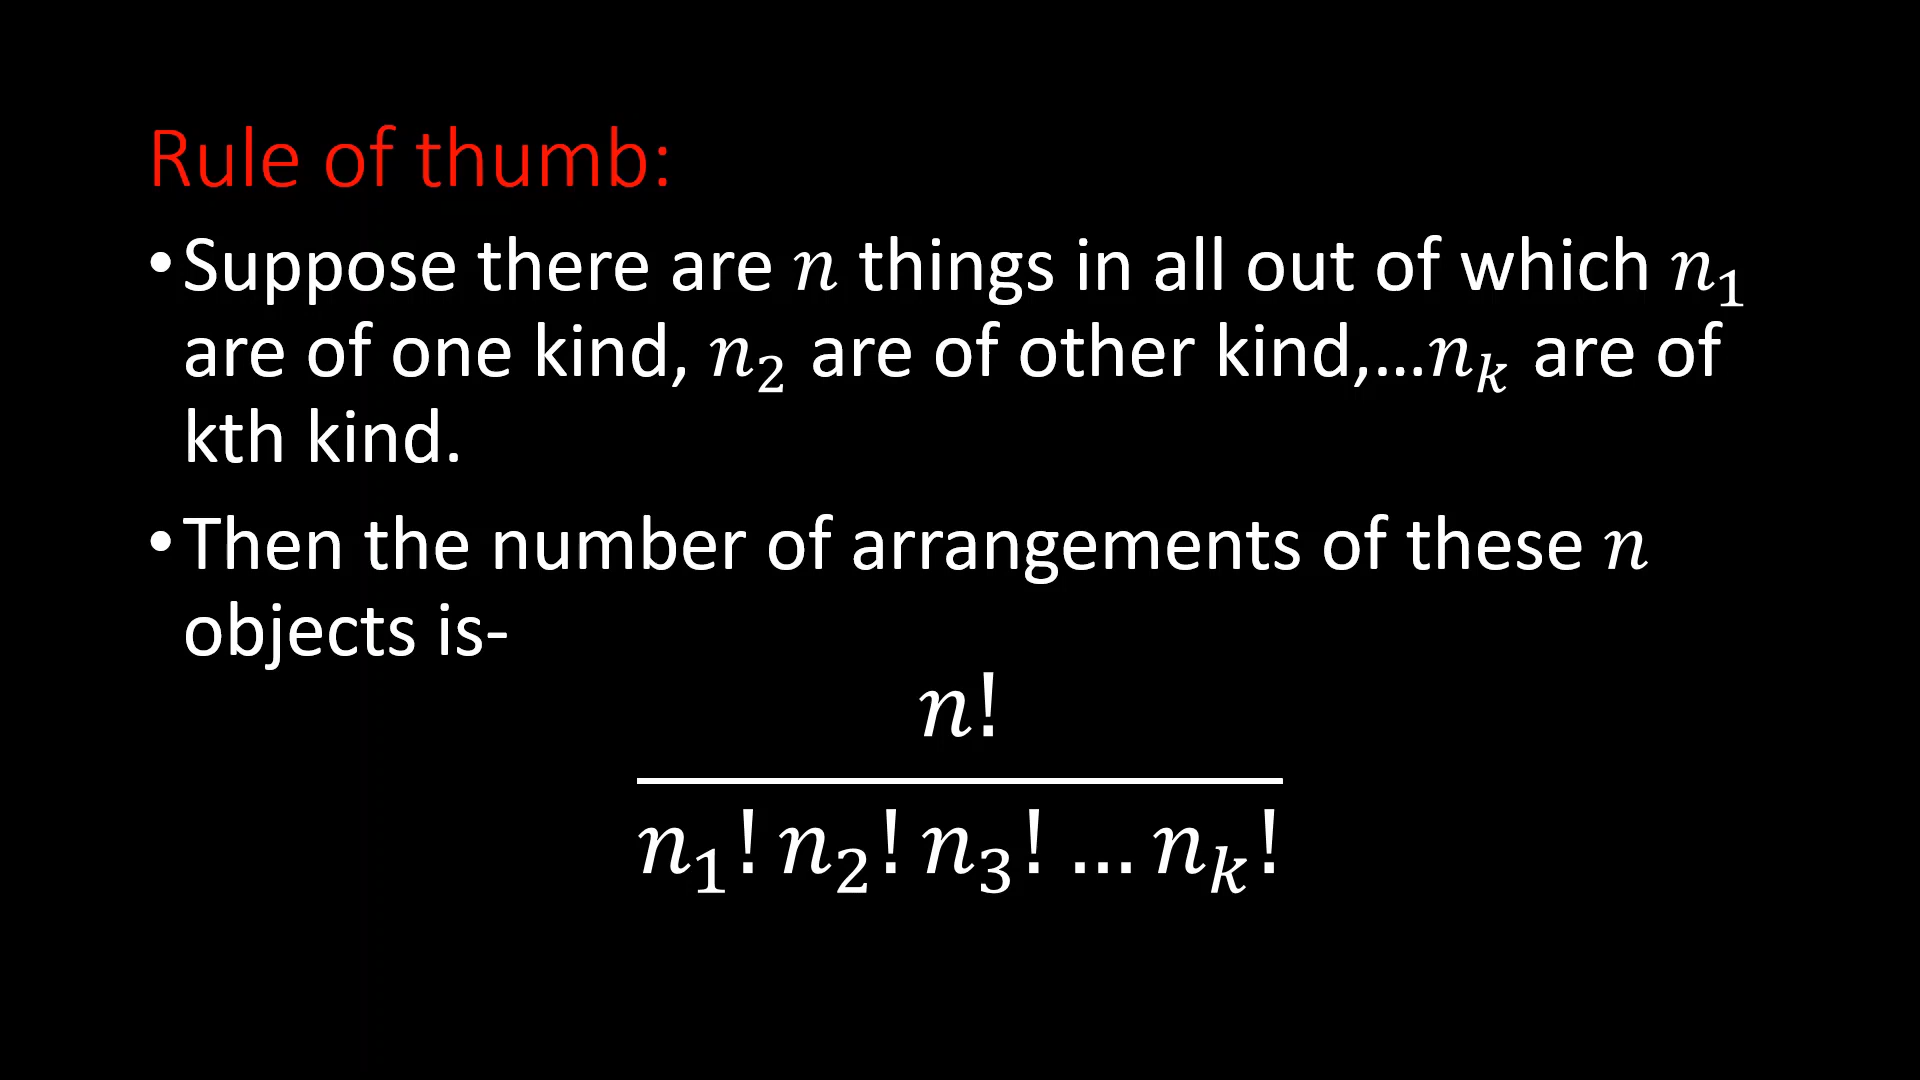 Rule of thumb:
•Suppose there are 𝑛 things in all out of which 𝑛₁
are of one kind, 𝑛₂ are of other kind,…𝑛ₖ are of
kth kind.
•Then the number of arrangements of these 𝑛
objects is-
𝑛!
𝑛₁! 𝑛₂! 𝑛₃! … 𝑛ₖ!